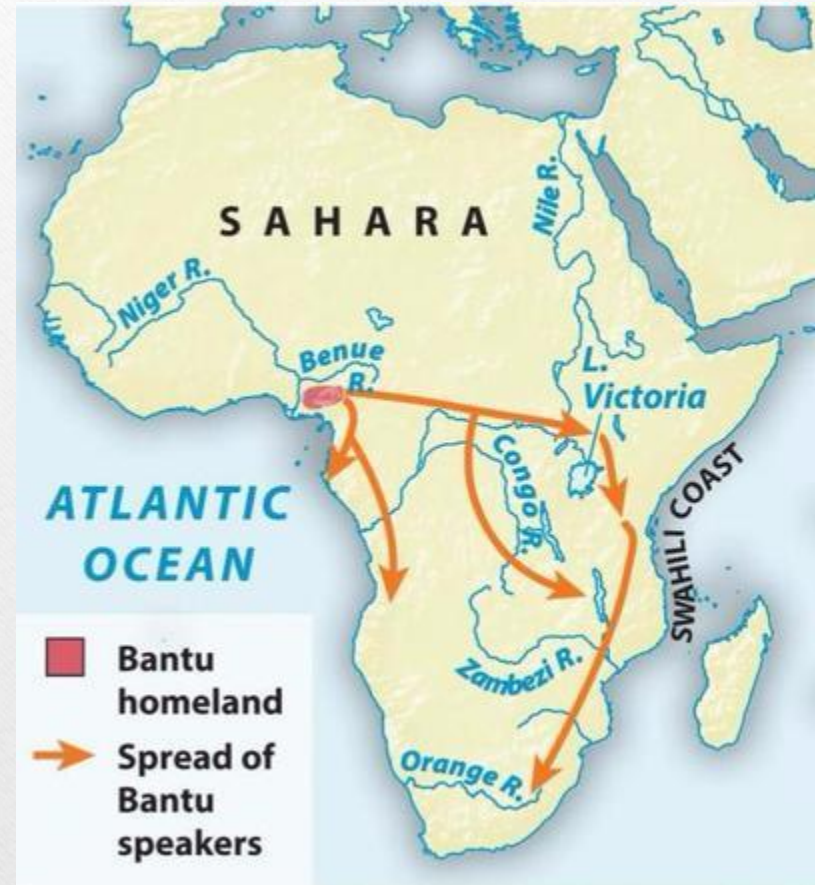 SAHARA
Nile R.
Niger R.
Benue
R.
L.
Victoria
Congo R.
SWAHILI COAST
ATLANTIC
OCEAN
Zambezi R.
Orange R.
Bantu
homeland
Spread of
Bantu
speakers